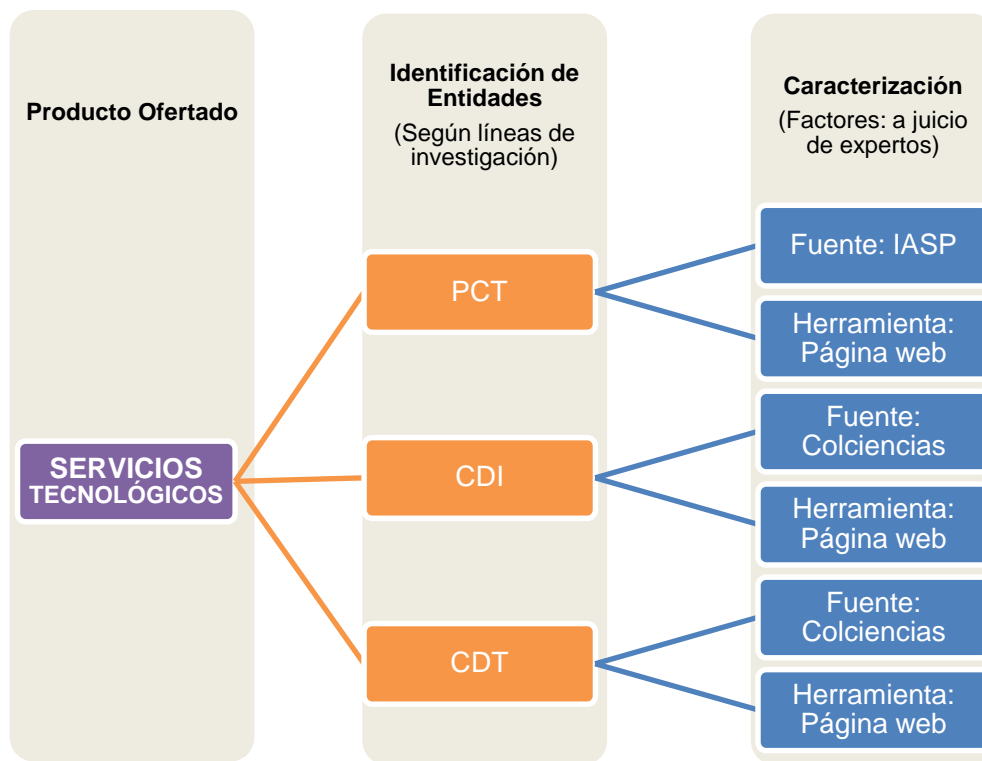 Producto Ofertado
Identificación de
Entidades
(Según líneas de
investigación)
Caracterización
(Factores: a juicio
de expertos)
SERVICIOS
TECNOLÓGICOS
PCT
Fuente: IASP
Herramienta:
Página web
CDI
Fuente:
Colciencias
Herramienta:
Página web
CDT
Fuente:
Colciencias
Herramienta:
Página web